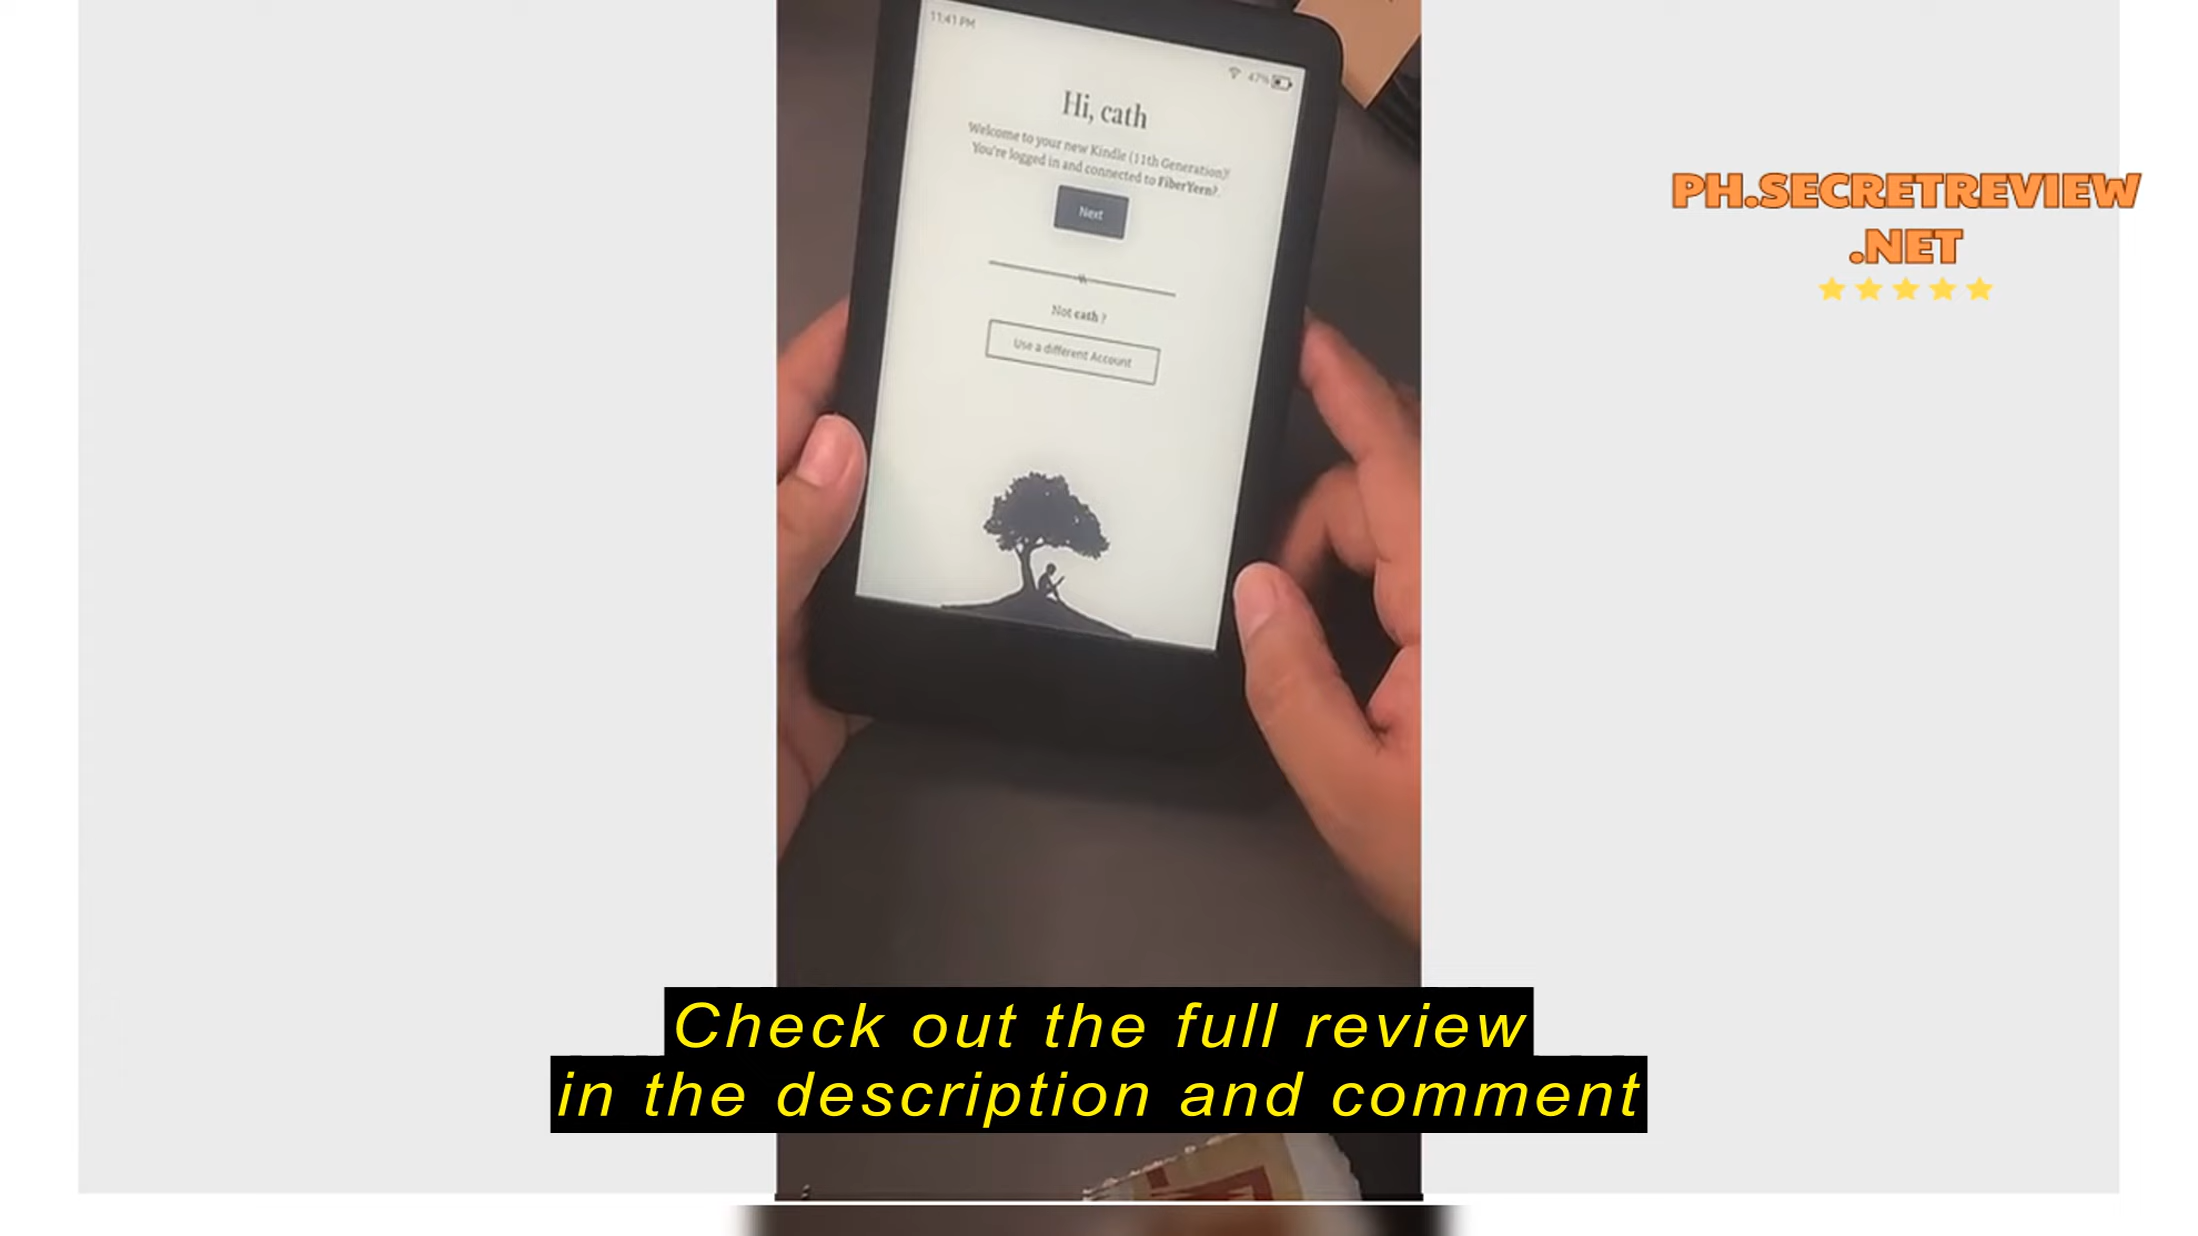 11:41 PM
47%
Hi, cath
Welcome to your new Kindle (11th Generation)!
You're logged in and connected to FiberYern?.
Next
Not cath ?
Use a different Account
PH.SECRETREVIEW
.NET
Check out the full review
in the description and comment